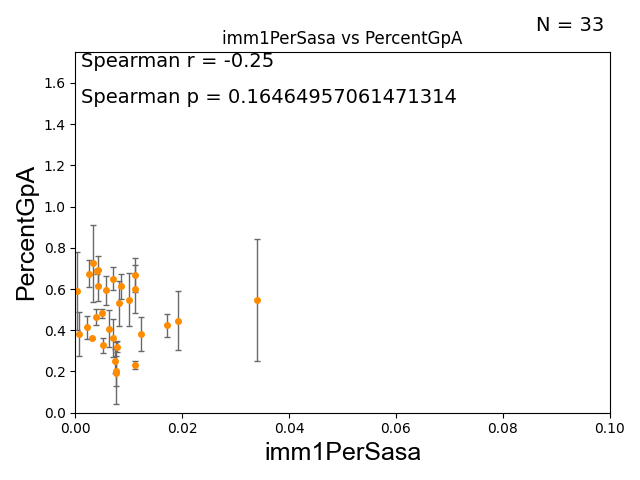 N = 33
imm1PerSasa vs PercentGpA
Spearman r = -0.25
Spearman p = 0.16464957061471314
1.6
1.4
1.2
1.0
0.8
0.6
0.4
0.2
0.0
PercentGpA
0.00 0.02 0.04 0.06 0.08 0.10
imm1PerSasa